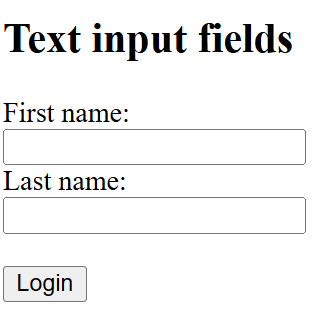 Text input fields
First name:
Last name:
Login